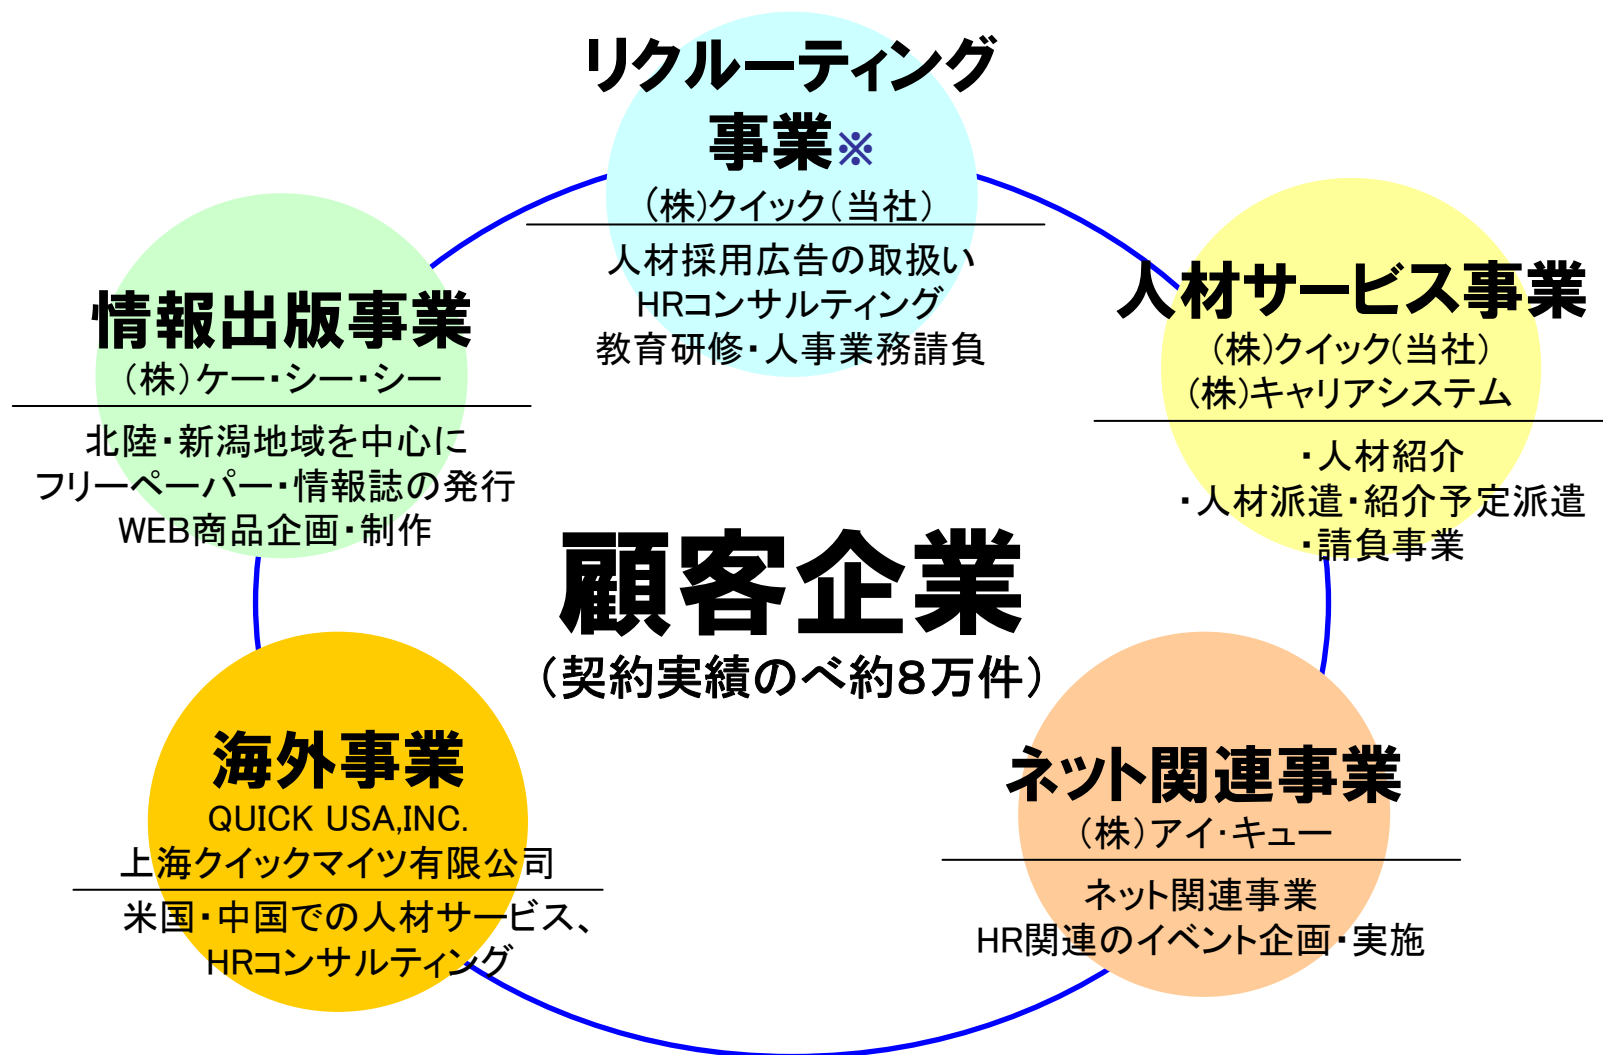 リクルーティング
事業※
(株)クイック(当社)
人材採用広告の取扱い
HRコンサルティング
教育研修・人事業務請負
人材サービス事業
(株)クイック(当社)
(株)キャリアシステム
・人材紹介
・人材派遣・紹介予定派遣
・請負事業
情報出版事業
(株)ケー・シー・シー
北陸・新潟地域を中心に
フリーペーパー・情報誌の発行
WEB商品企画・制作
顧客企業
(契約実績のべ約8万件)
海外事業
QUICK USA,INC.
上海クイックマイツ有限公司
米国・中国での人材サービス、
HRコンサルティング
ネット関連事業
(株)アイ・キュー
ネット関連事業
HR関連のイベント企画・実施